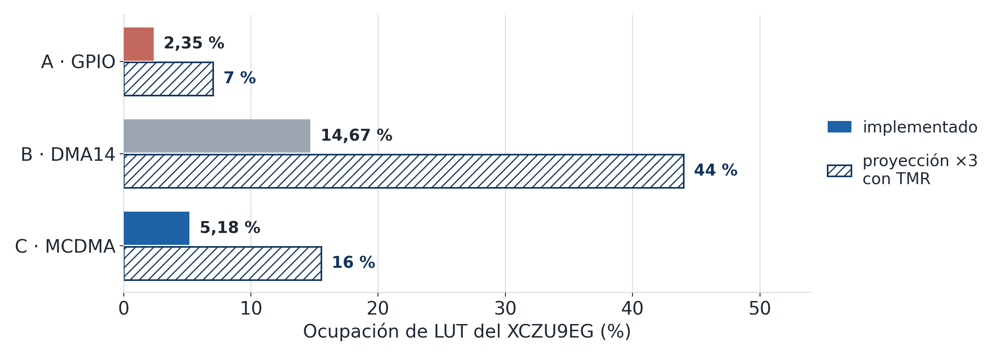 2,35 %
A · GPIO
7 %
14,67 %
B · DMA14
44 %
5,18 %
C · MCDMA
16 %
implementado
proyección ×3
con TMR
0 10 20 30 40 50
Ocupación de LUT del XCZU9EG (%)